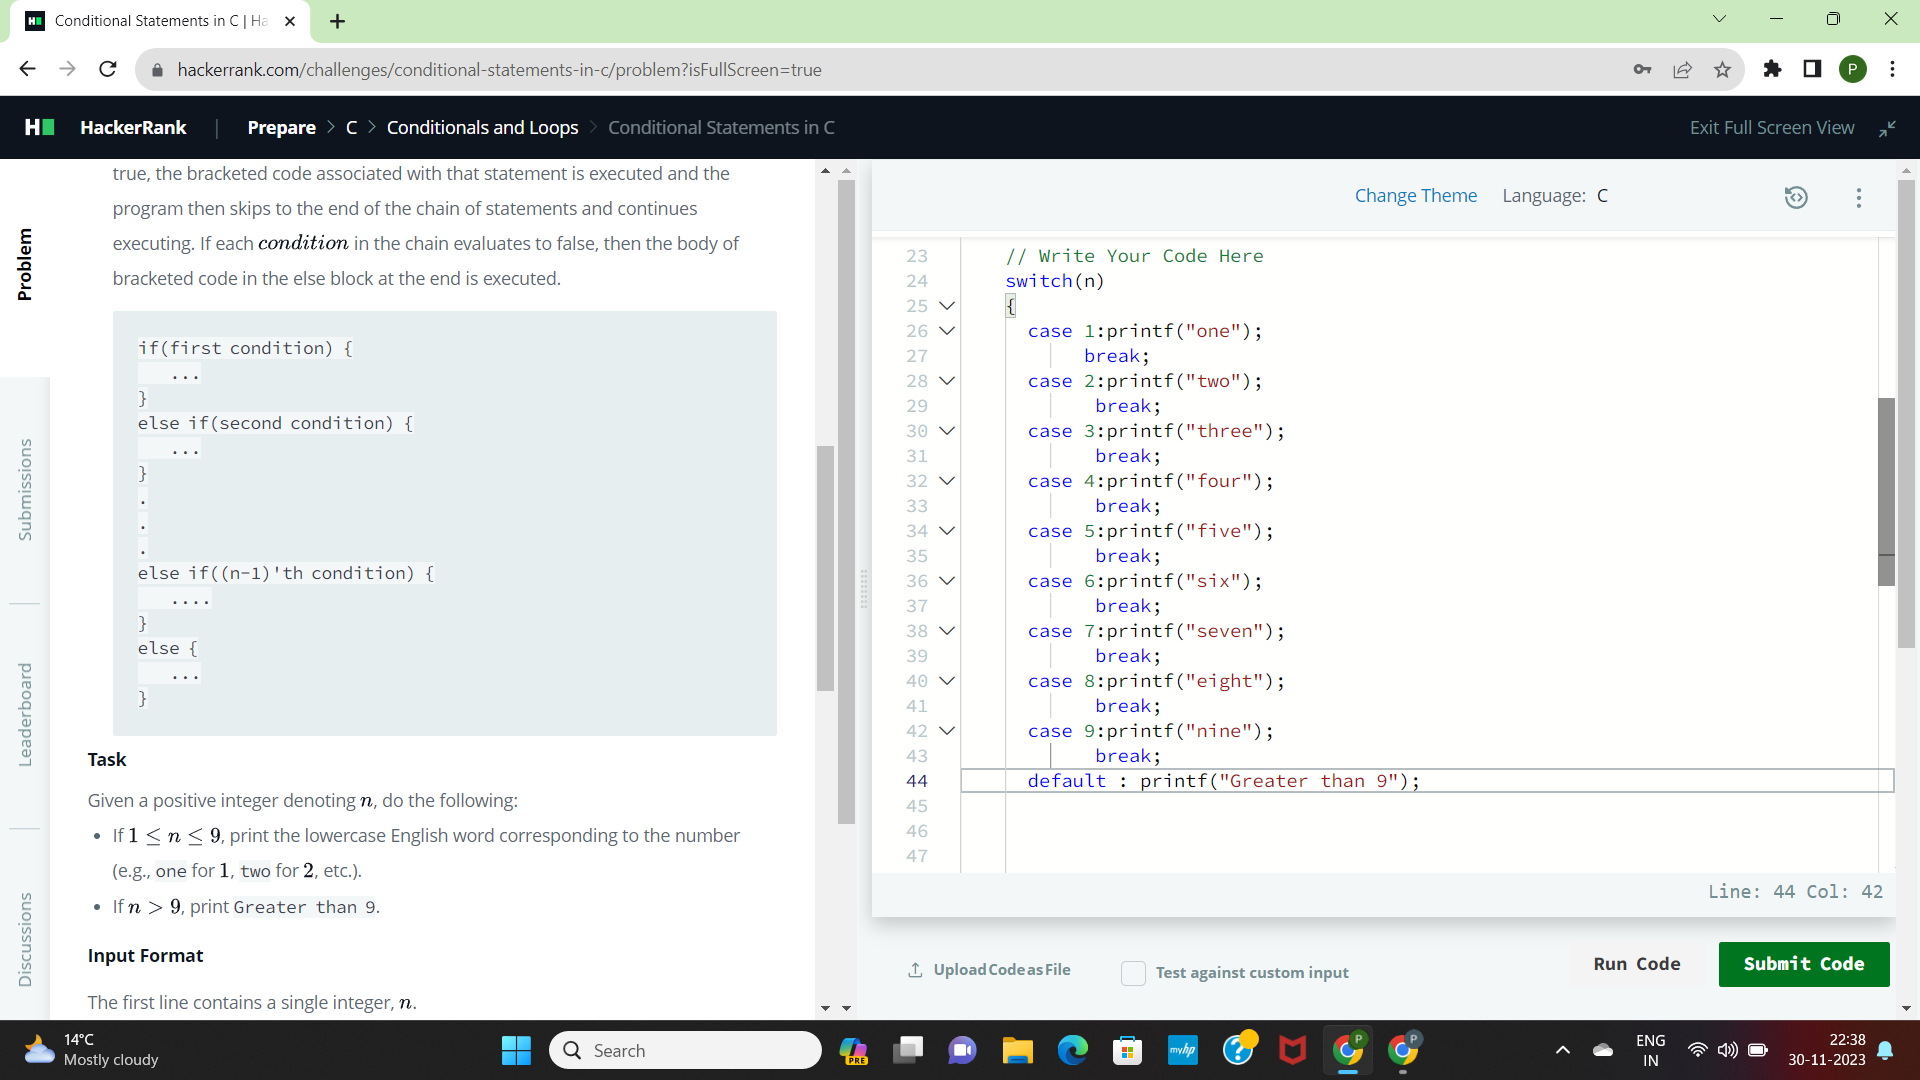 Conditional Statements in C | Ha
hackerrank.com/challenges/conditional-statements-in-c/problem?isFullScreen=true
P
H
HackerRank
Prepare > C > Conditionals and Loops > Conditional Statements in C
Exit Full Screen View
Problem
Submissions
Leaderboard
Discussions
true, the bracketed code associated with that statement is executed and the
program then skips to the end of the chain of statements and continues
executing. If each condition in the chain evaluates to false, then the body of
bracketed code in the else block at the end is executed.
if(first condition) {
...
}
else if(second condition) {
...
}
.
.
.
else if((n-1)'th condition) {
....
}
else {
...
}
Task
Given a positive integer denoting n, do the following:
• If 1 ≤ n ≤ 9, print the lowercase English word corresponding to the number
(e.g., one for 1, two for 2, etc.).
• If n > 9, print Greater than 9.
Input Format
The first line contains a single integer, n.
Change Theme Language: C
23 // Write Your Code Here
24 switch(n)
25 {
26 case 1:printf("one");
27 break;
28 case 2:printf("two");
29 break;
30 case 3:printf("three");
31 break;
32 case 4:printf("four");
33 break;
34 case 5:printf("five");
35 break;
36 case 6:printf("six");
37 break;
38 case 7:printf("seven");
39 break;
40 case 8:printf("eight");
41 break;
42 case 9:printf("nine");
43 break;
44 default : printf("Greater than 9");
45
46
47
Line: 44 Col: 42
Upload Code as File
Test against custom input
Run Code
Submit Code
14°C
Mostly cloudy
Search
PRE
myhp
P
P
ENG
IN
22:38
30-11-2023